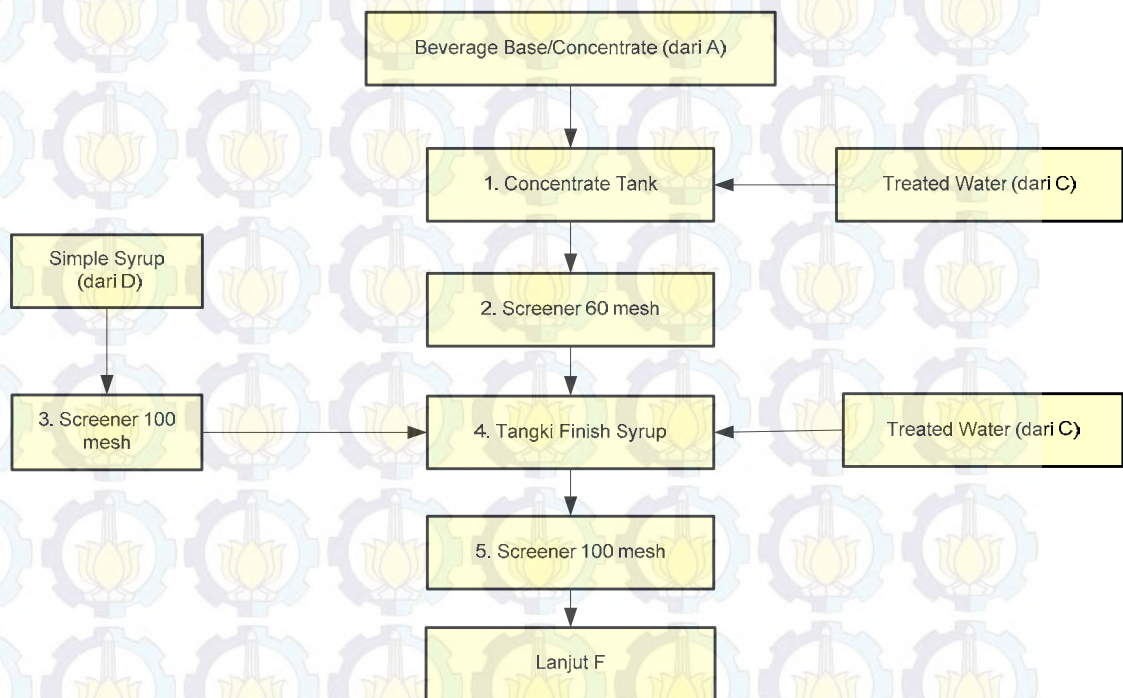 Beverage Base/Concentrate (dari A)
1. Concentrate Tank
Treated Water (dari C)
Simple Syrup
(dari D)
2. Screener 60 mesh
3. Screener 100
mesh
4. Tangki Finish Syrup
Treated Water (dari C)
5. Screener 100 mesh
Lanjut F